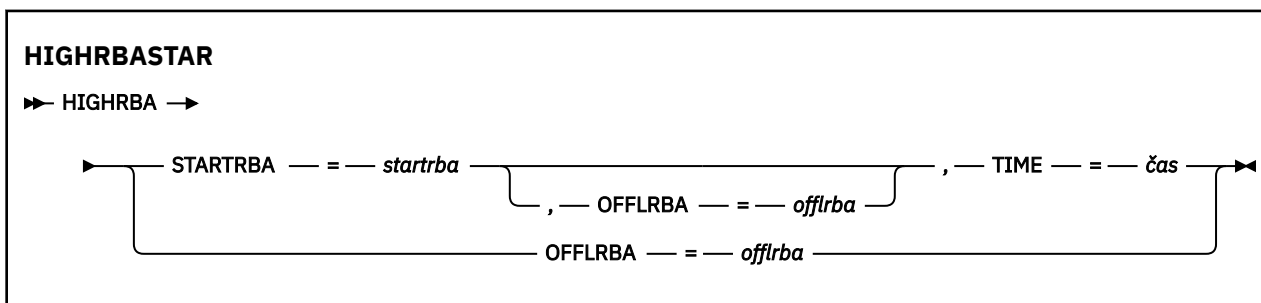 HIGHRBASTAR
HIGHRBA
STARTRBA = startrba , TIME = čas
, OFFLRBA = offlrba
OFFLRBA = offlrba